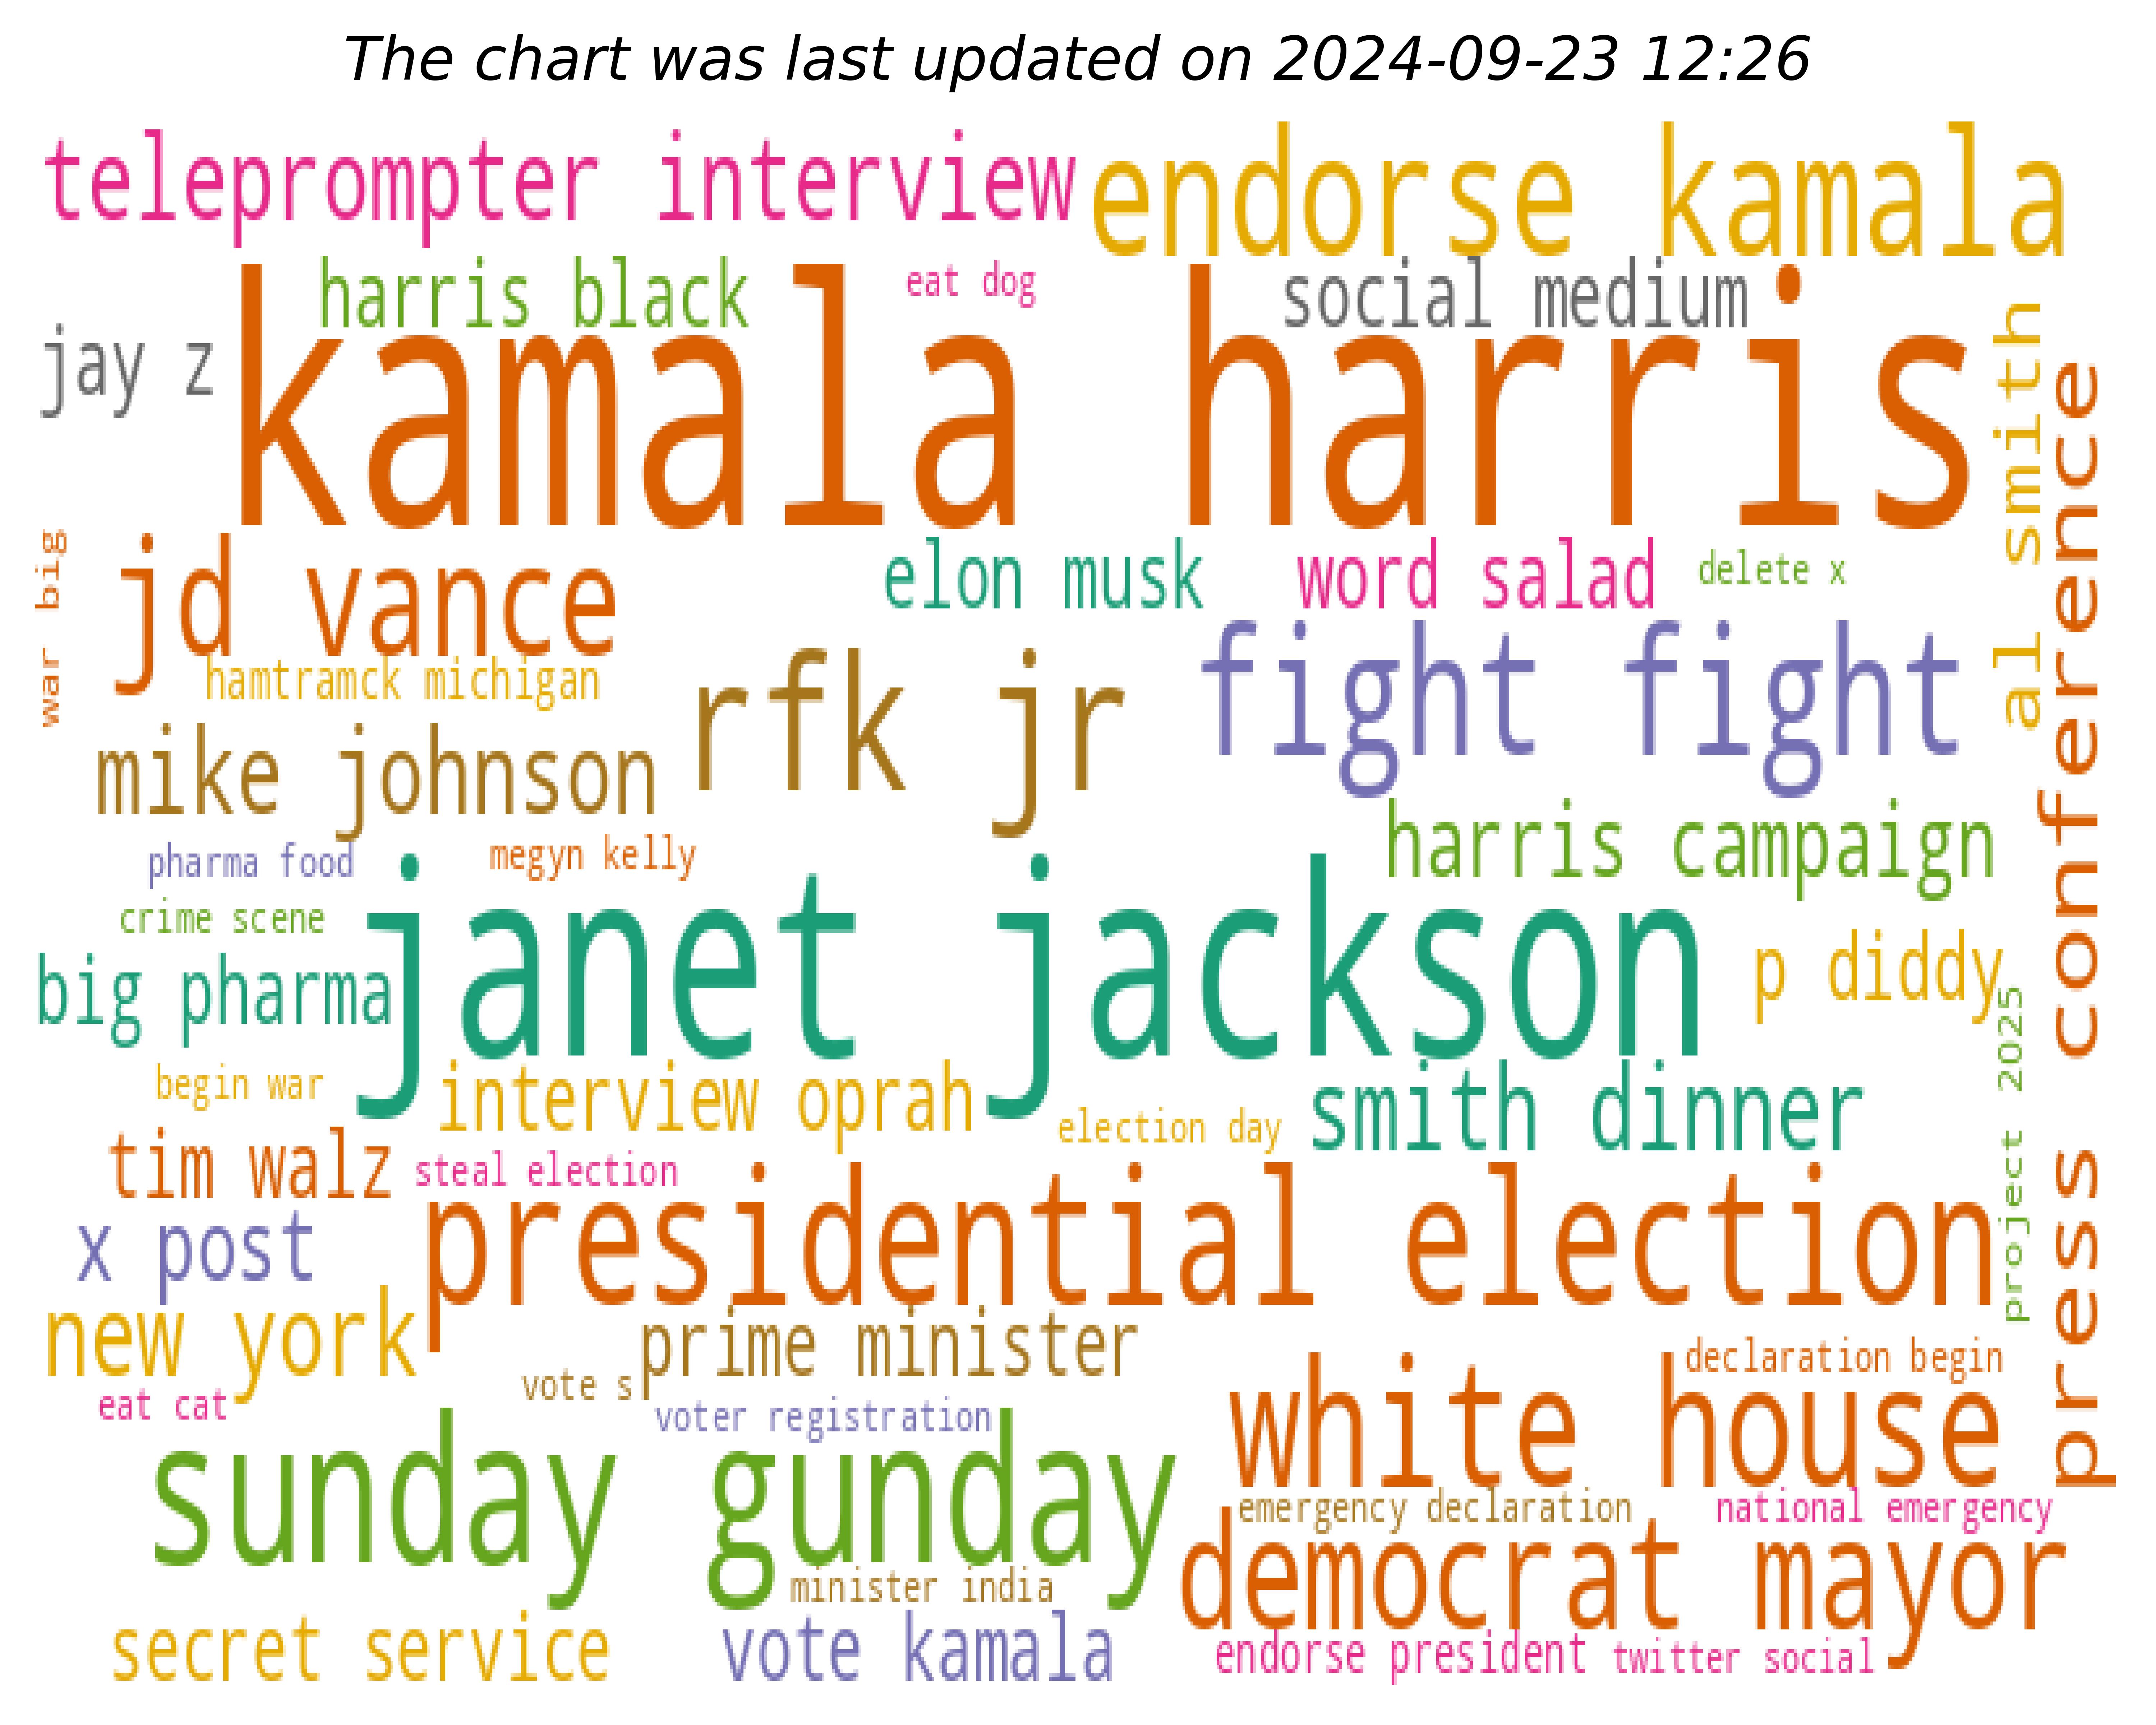 The chart was last updated on 2024-09-23 12:26
teleprompter interview
endorse kamala
harris black
eat dog
social medium
jay z
kamala harris
al smith
press conference
war big
jd vance
elon musk
word salad
delete x
hamtramck michigan
rfk jr
fight fight
mike johnson
harris campaign
pharma food
megyn kelly
janet jackson
crime scene
big pharma
p diddy
project 2025
begin war
interview oprah
election day
smith dinner
tim walz
steal election
presidential election
x post
new york
prime minister
declaration begin
vote s
eat cat
voter registration
white house
sunday gunday
emergency declaration
national emergency
democrat mayor
minister india
secret service
vote kamala
endorse president
twitter social